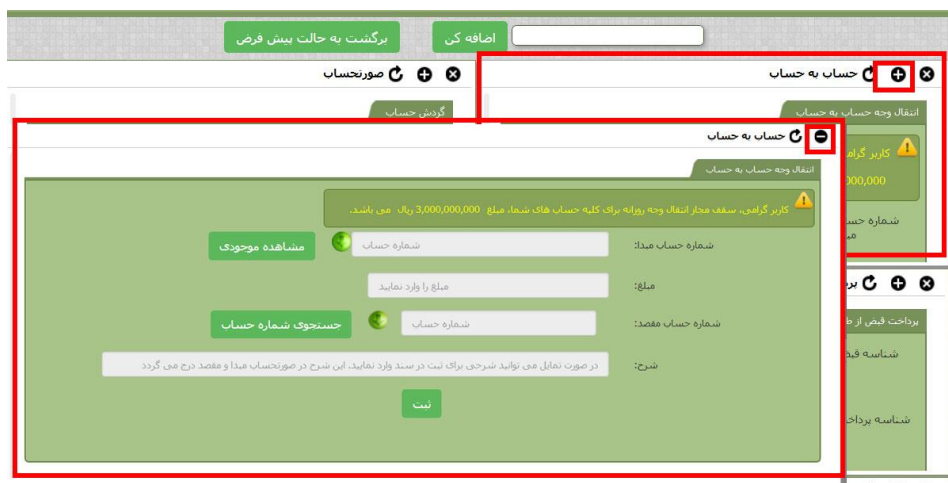 اضافه کن
برگشت به حالت پیش فرض
حساب به حساب
صورتحساب
انتقال وجه حساب به حساب
گردش حساب
کاربر گرامی
000,000
شماره حسا
حساب به حساب
انتقال وجه حساب به حساب
کاربر گرامی، سقف مجاز انتقال وجه روزانه برای کلیه حساب های شما، مبلغ 3,000,000,000 ریال می باشد.
شماره حساب مبدا:
شماره حساب
مشاهده موجودی
مبلغ:
مبلغ را وارد نمایید
شماره حساب مقصد:
شماره حساب
جستجوی شماره حساب
شرح:
در صورت تمایل می توانید شرحی برای ثبت در سند وارد نمایید. این شرح در صورتحساب مبدا و مقصد درج می گردد
ثبت
پرداخت قبض از ط
شناسه قبض
شناسه پرداخ